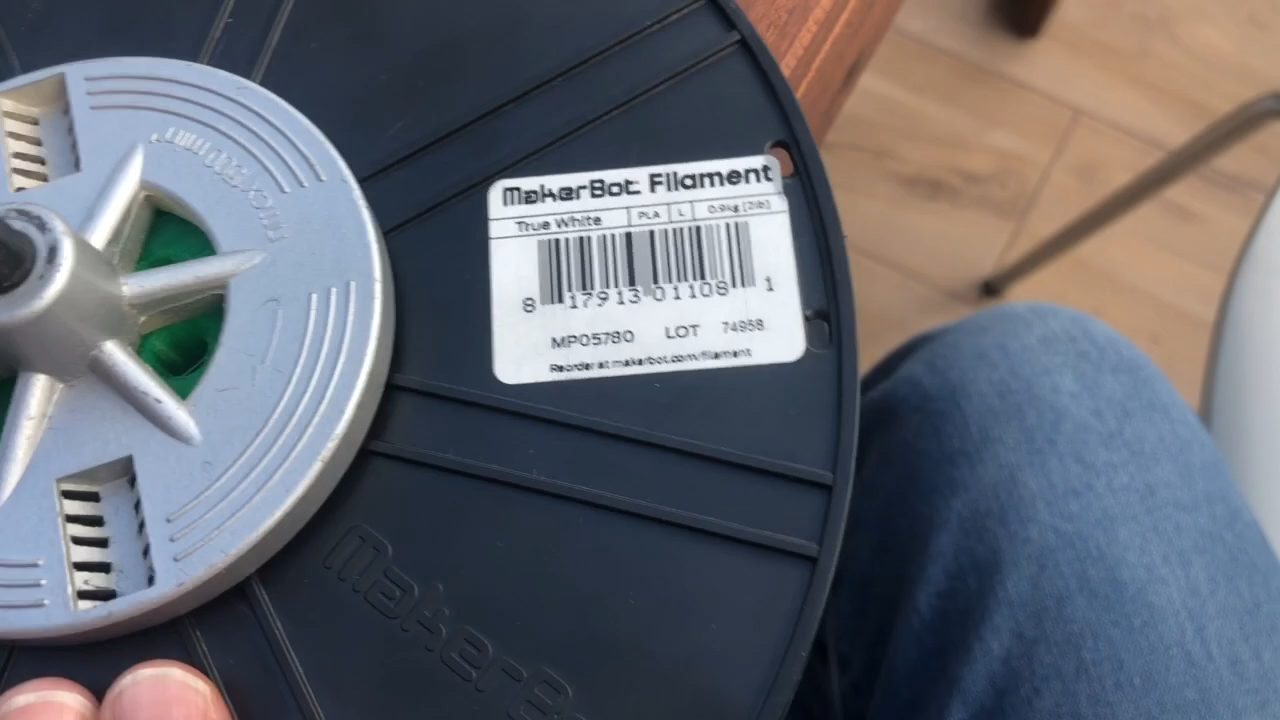 MakerBot Filament
True White PLA L 0.9kg [2lb]
8 17913 01108 1
MP05780 LOT 74958
Reorder at makerbot.com/filament